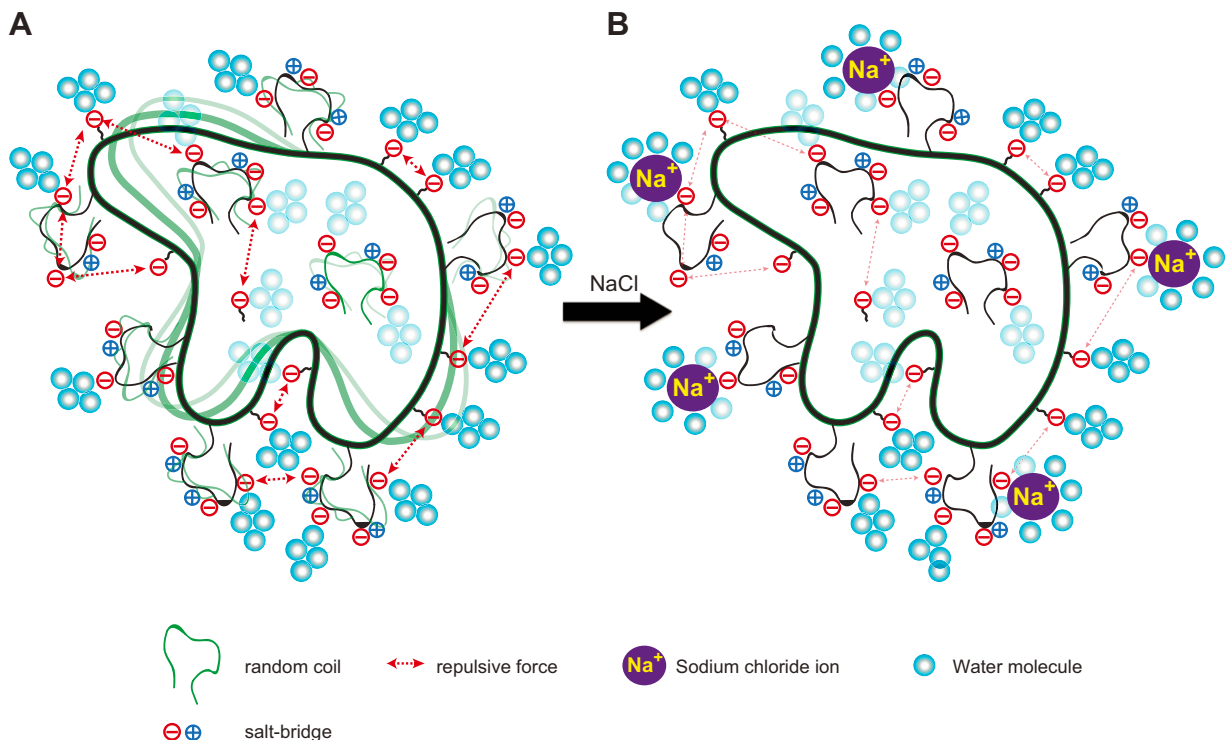 A
B
Na⁺
Na⁺
Na⁺
NaCl
Na⁺
Na⁺
random coil
repulsive force
Na⁺
Sodium chloride ion
Water molecule
salt-bridge